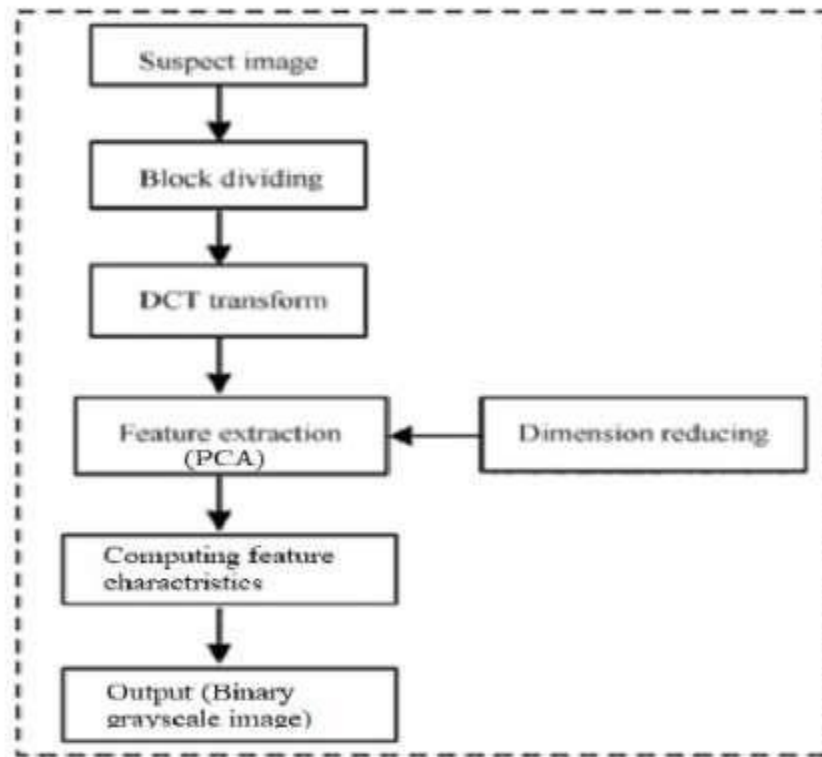 Suspect image
Block dividing
DCT transform
Feature extraction
(PCA)
Dimension reducing
Computing feature
charactristics
Output (Binary
grayscale image)